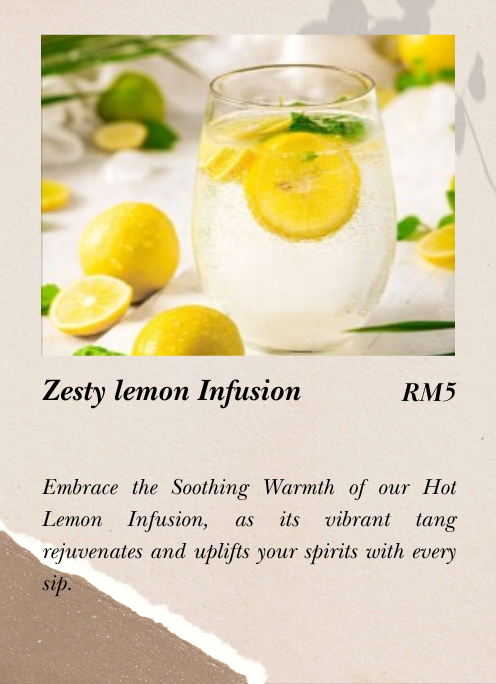 Zesty lemon Infusion RM5
Embrace the Soothing Warmth of our Hot
Lemon Infusion, as its vibrant tang
rejuvenates and uplifts your spirits with every
sip.